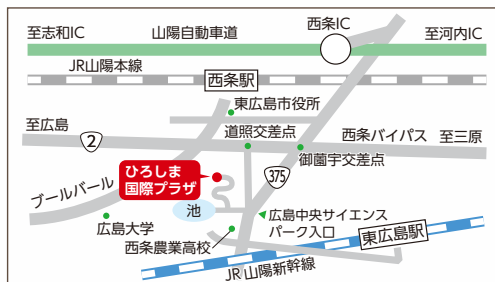 至志和IC
山陽自動車道
西条IC
至河内IC
JR山陽本線
西条駅
東広島市役所
至広島
2
道照交差点
西条バイパス
至三原
御薗宇交差点
ひろしま
国際プラザ
375
ブールバール
池
広島大学
広島中央サイエンス
パーク入口
西条農業高校
東広島駅
JR山陽新幹線